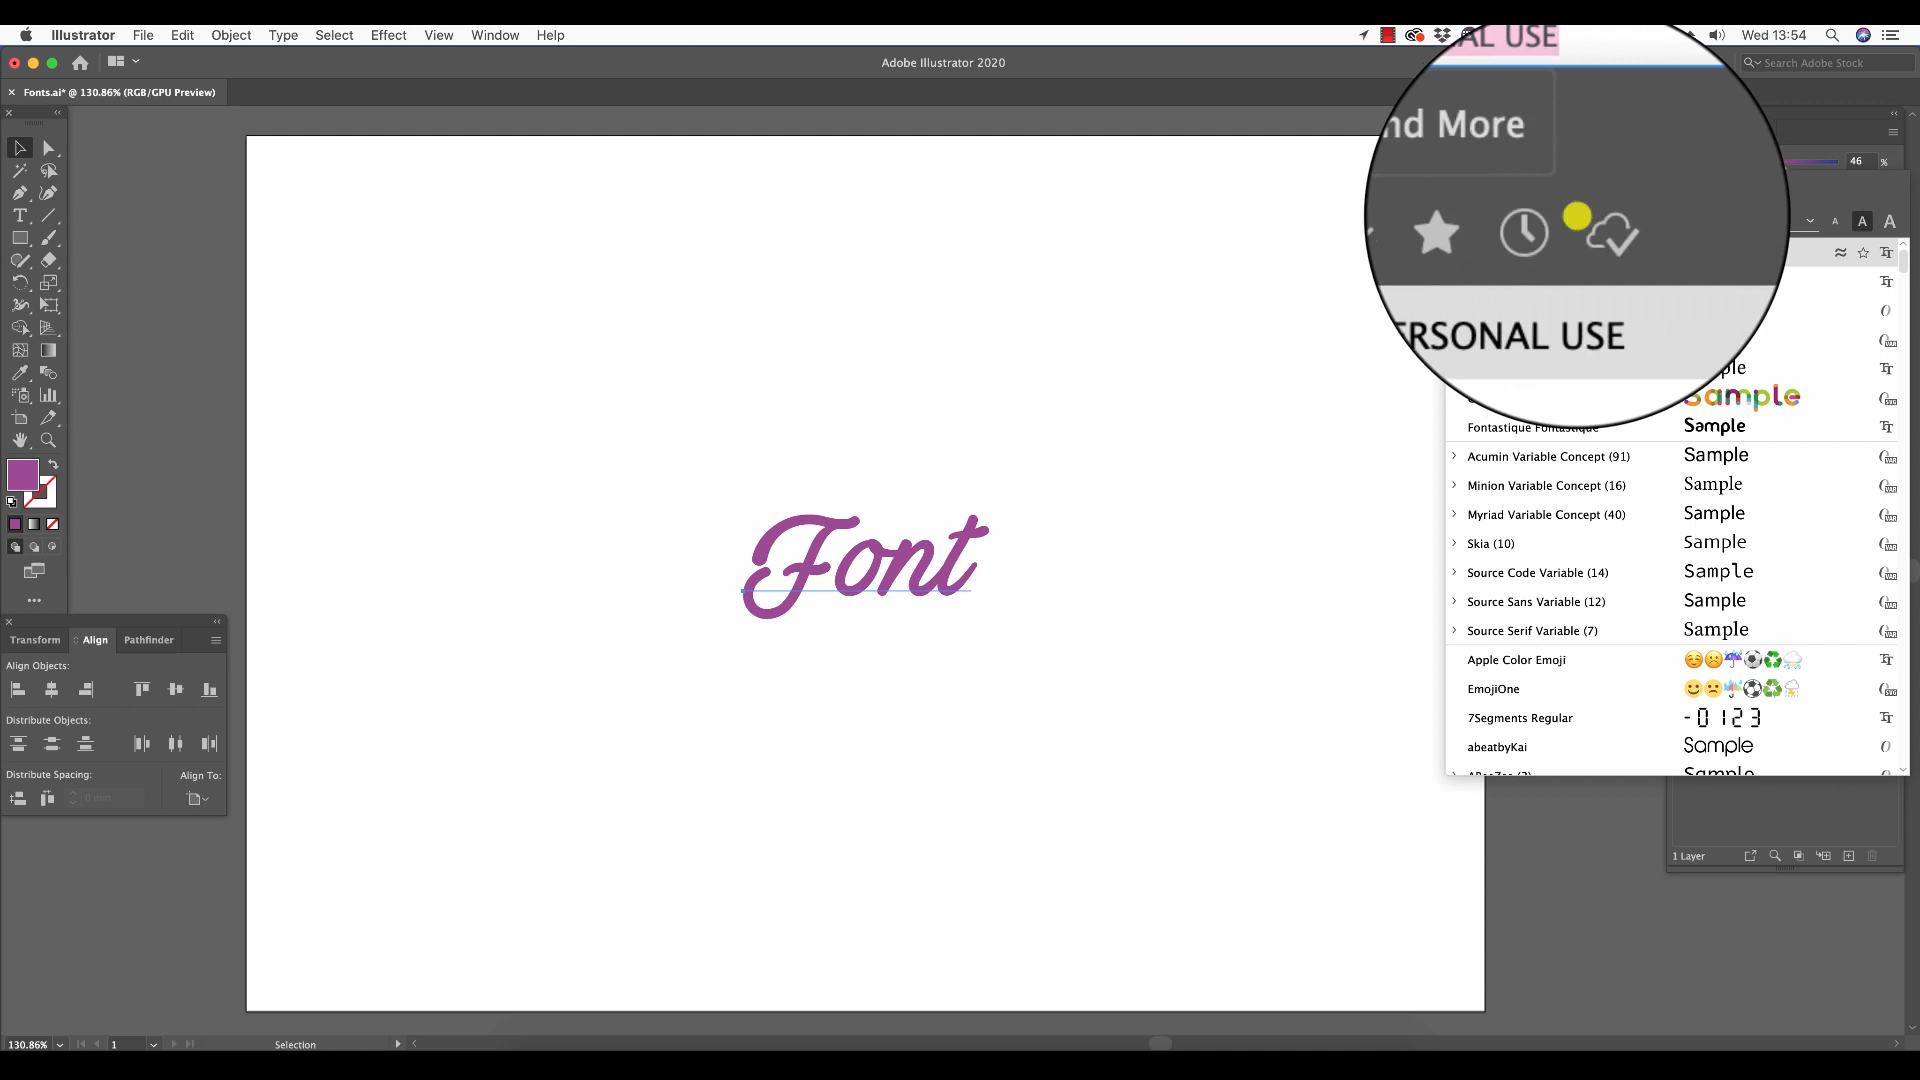 Illustrator File Edit Object Type Select Effect View Window Help
Wed 13:54
Adobe Illustrator 2020
Search Adobe Stock
Fonts.ai* @ 130.86% (RGB/GPU Preview)
AL USE
nd More
46 %
A A A
ERSONAL USE
ple
Sample
Fontastique Fontastique Sample
Acumin Variable Concept (91) Sample
Minion Variable Concept (16) Sample
Myriad Variable Concept (40) Sample
Skia (10) Sample
Source Code Variable (14) Sample
Source Sans Variable (12) Sample
Source Serif Variable (7) Sample
Apple Color Emoji
EmojiOne
7Segments Regular -0123
abeatbyKai Sample
Font
Transform Align Pathfinder
Align Objects:
Distribute Objects:
Distribute Spacing: Align To:
0 mm
1 Layer
130.86% 1 Selection